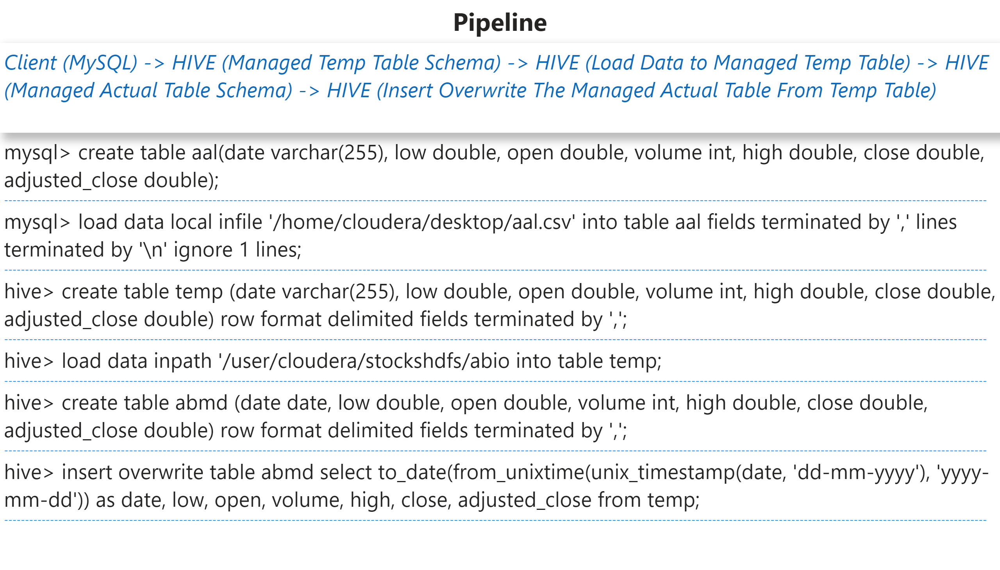 Pipeline
Client (MySQL) -> HIVE (Managed Temp Table Schema) -> HIVE (Load Data to Managed Temp Table) -> HIVE
(Managed Actual Table Schema) -> HIVE (Insert Overwrite The Managed Actual Table From Temp Table)
mysql> create table aal(date varchar(255), low double, open double, volume int, high double, close double,
adjusted_close double);
mysql> load data local infile '/home/cloudera/desktop/aal.csv' into table aal fields terminated by ',' lines
terminated by '\n' ignore 1 lines;
hive> create table temp (date varchar(255), low double, open double, volume int, high double, close double,
adjusted_close double) row format delimited fields terminated by ',';
hive> load data inpath '/user/cloudera/stockshdfs/abio into table temp;
hive> create table abmd (date date, low double, open double, volume int, high double, close double,
adjusted_close double) row format delimited fields terminated by ',';
hive> insert overwrite table abmd select to_date(from_unixtime(unix_timestamp(date, 'dd-mm-yyyy'), 'yyyy-
mm-dd')) as date, low, open, volume, high, close, adjusted_close from temp;